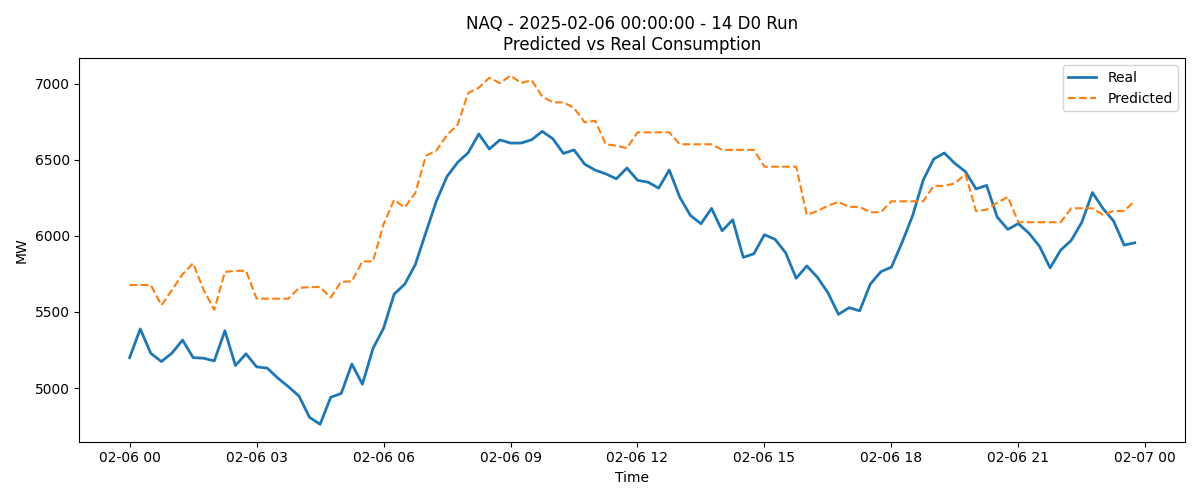 NAQ - 2025-02-06 00:00:00 - 14 D0 Run
Predicted vs Real Consumption
Real
Predicted
7000
6500
6000
5500
5000
MW
02-06 00
02-06 03
02-06 06
02-06 09
02-06 12
02-06 15
02-06 18
02-06 21
02-07 00
Time